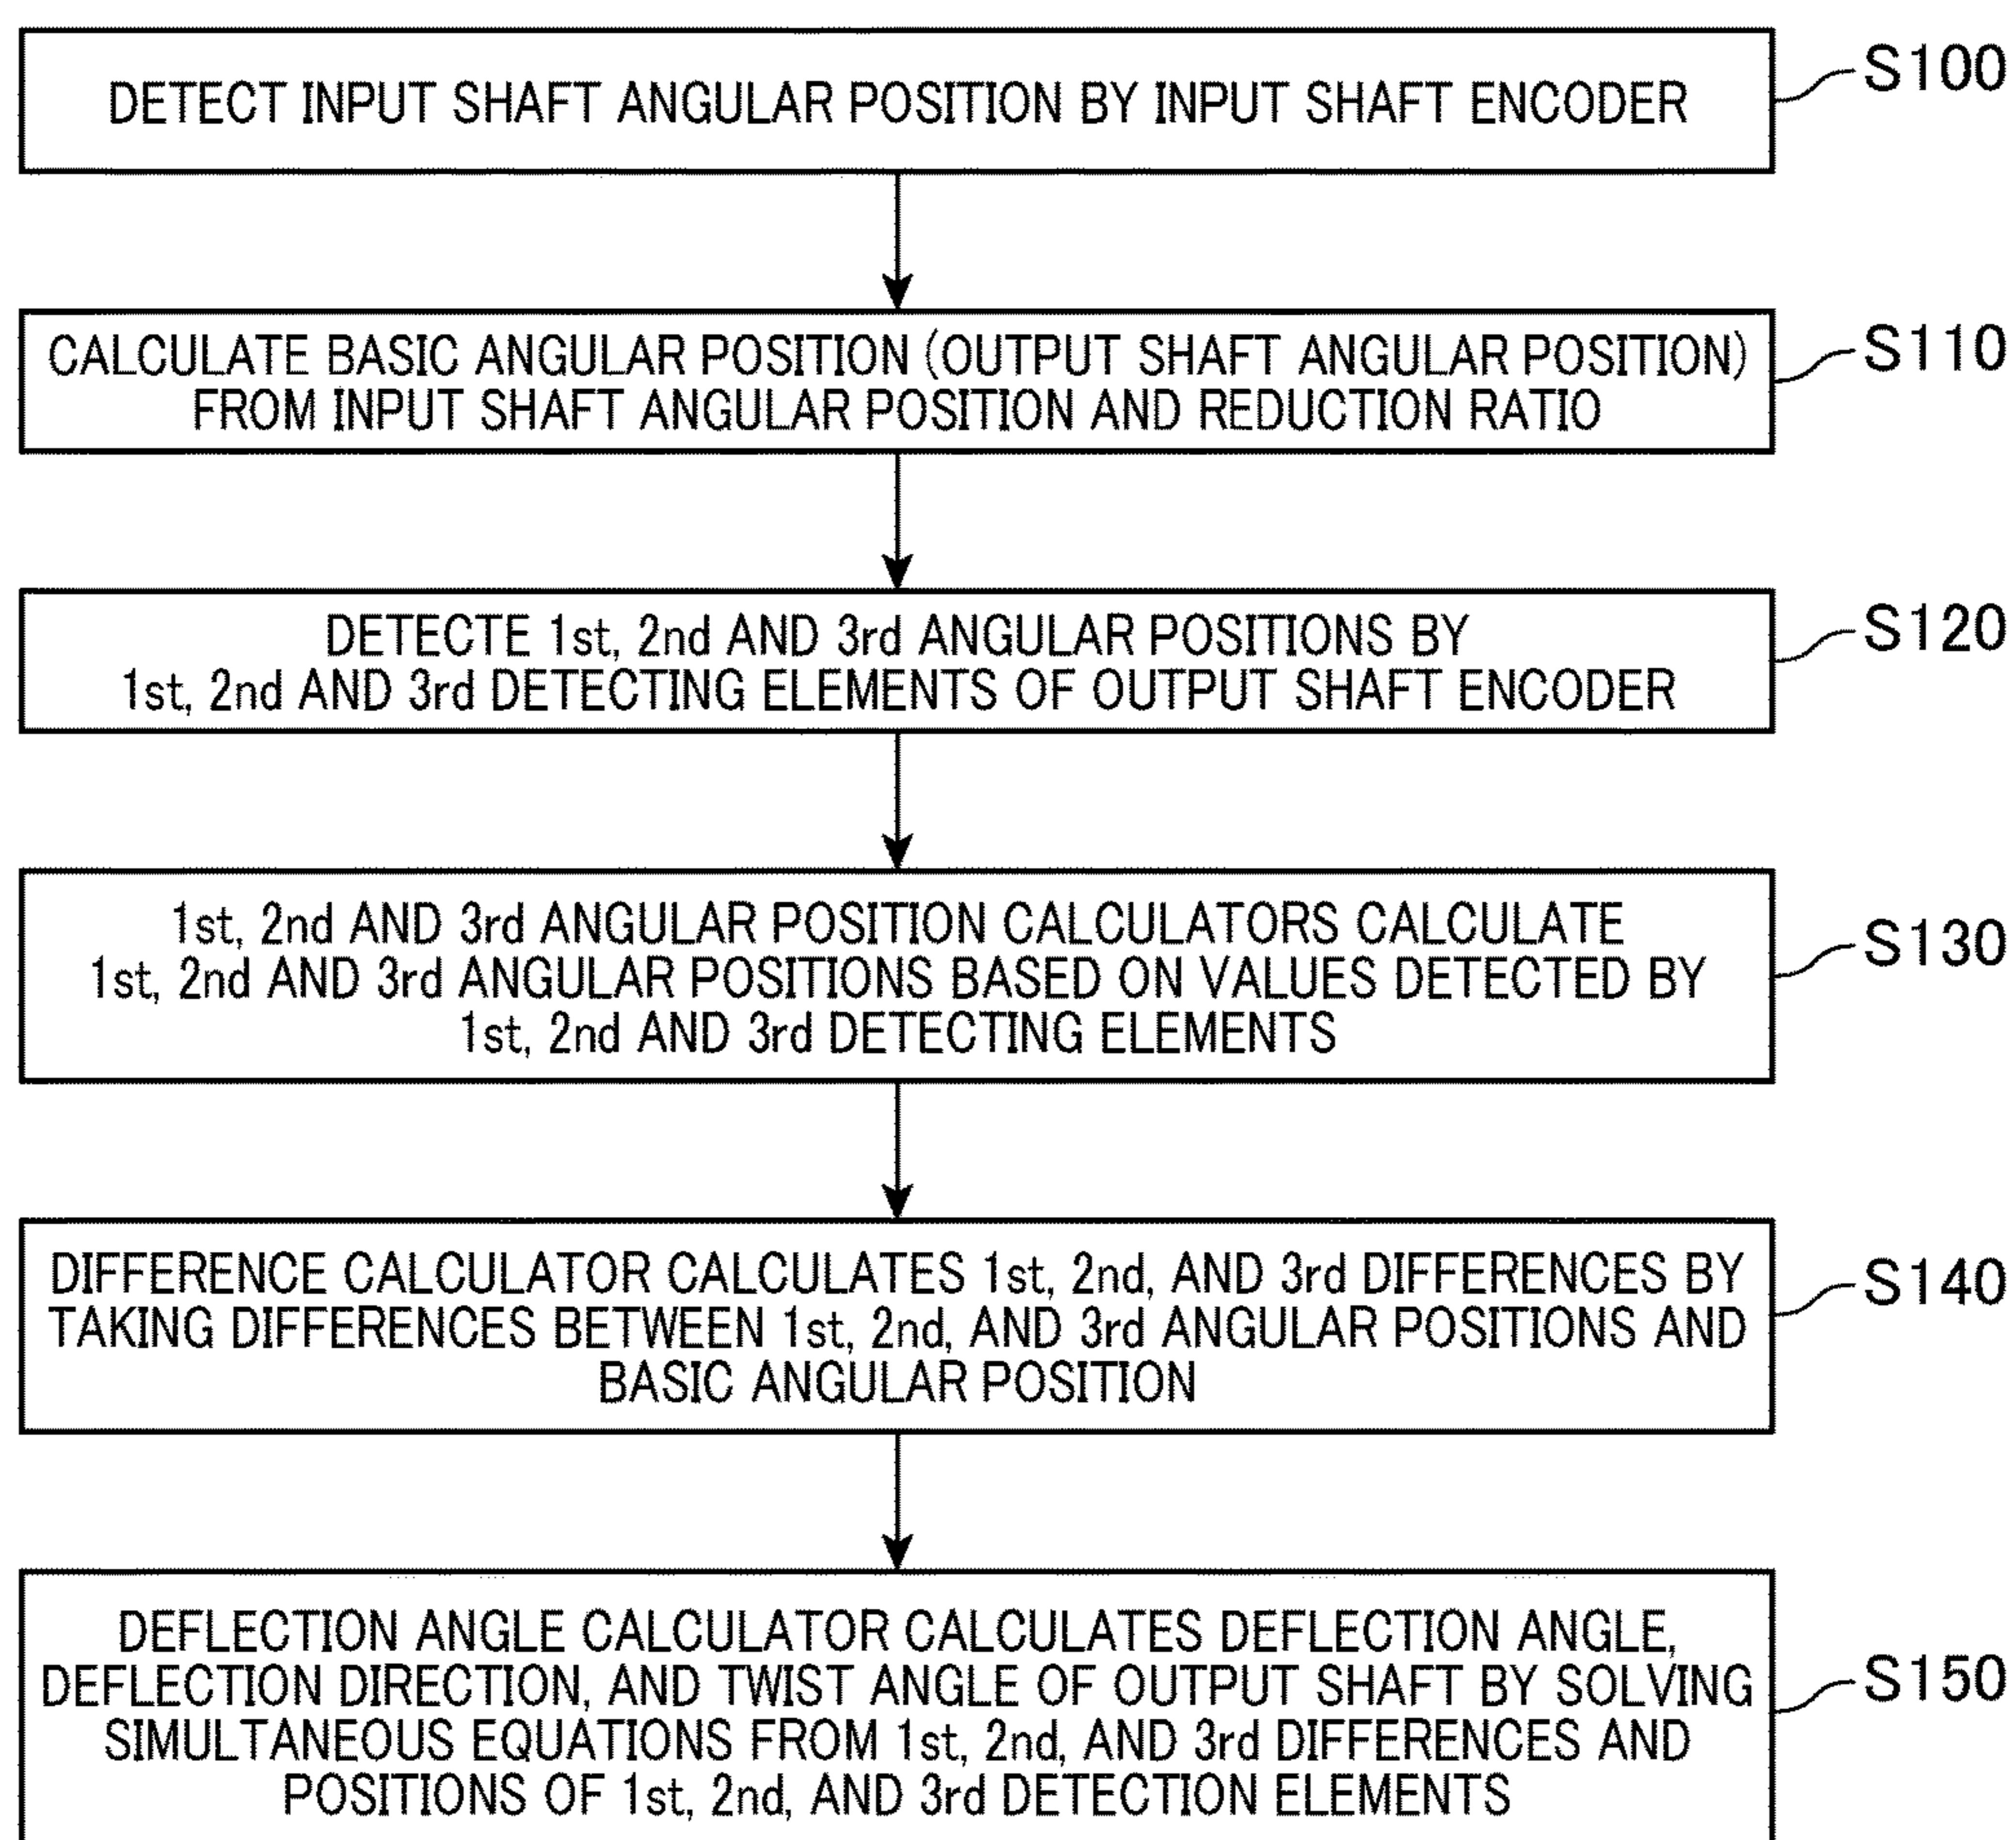 DETECT INPUT SHAFT ANGULAR POSITION BY INPUT SHAFT ENCODER
S100
CALCULATE BASIC ANGULAR POSITION (OUTPUT SHAFT ANGULAR POSITION)
FROM INPUT SHAFT ANGULAR POSITION AND REDUCTION RATIO
S110
DETECTE 1st, 2nd AND 3rd ANGULAR POSITIONS BY
1st, 2nd AND 3rd DETECTING ELEMENTS OF OUTPUT SHAFT ENCODER
S120
1st, 2nd AND 3rd ANGULAR POSITION CALCULATORS CALCULATE
1st, 2nd AND 3rd ANGULAR POSITIONS BASED ON VALUES DETECTED BY
1st, 2nd AND 3rd DETECTING ELEMENTS
S130
DIFFERENCE CALCULATOR CALCULATES 1st, 2nd, AND 3rd DIFFERENCES BY
TAKING DIFFERENCES BETWEEN 1st, 2nd, AND 3rd ANGULAR POSITIONS AND
BASIC ANGULAR POSITION
S140
DEFLECTION ANGLE CALCULATOR CALCULATES DEFLECTION ANGLE,
DEFLECTION DIRECTION, AND TWIST ANGLE OF OUTPUT SHAFT BY SOLVING
SIMULTANEOUS EQUATIONS FROM 1st, 2nd, AND 3rd DIFFERENCES AND
POSITIONS OF 1st, 2nd, AND 3rd DETECTION ELEMENTS
S150